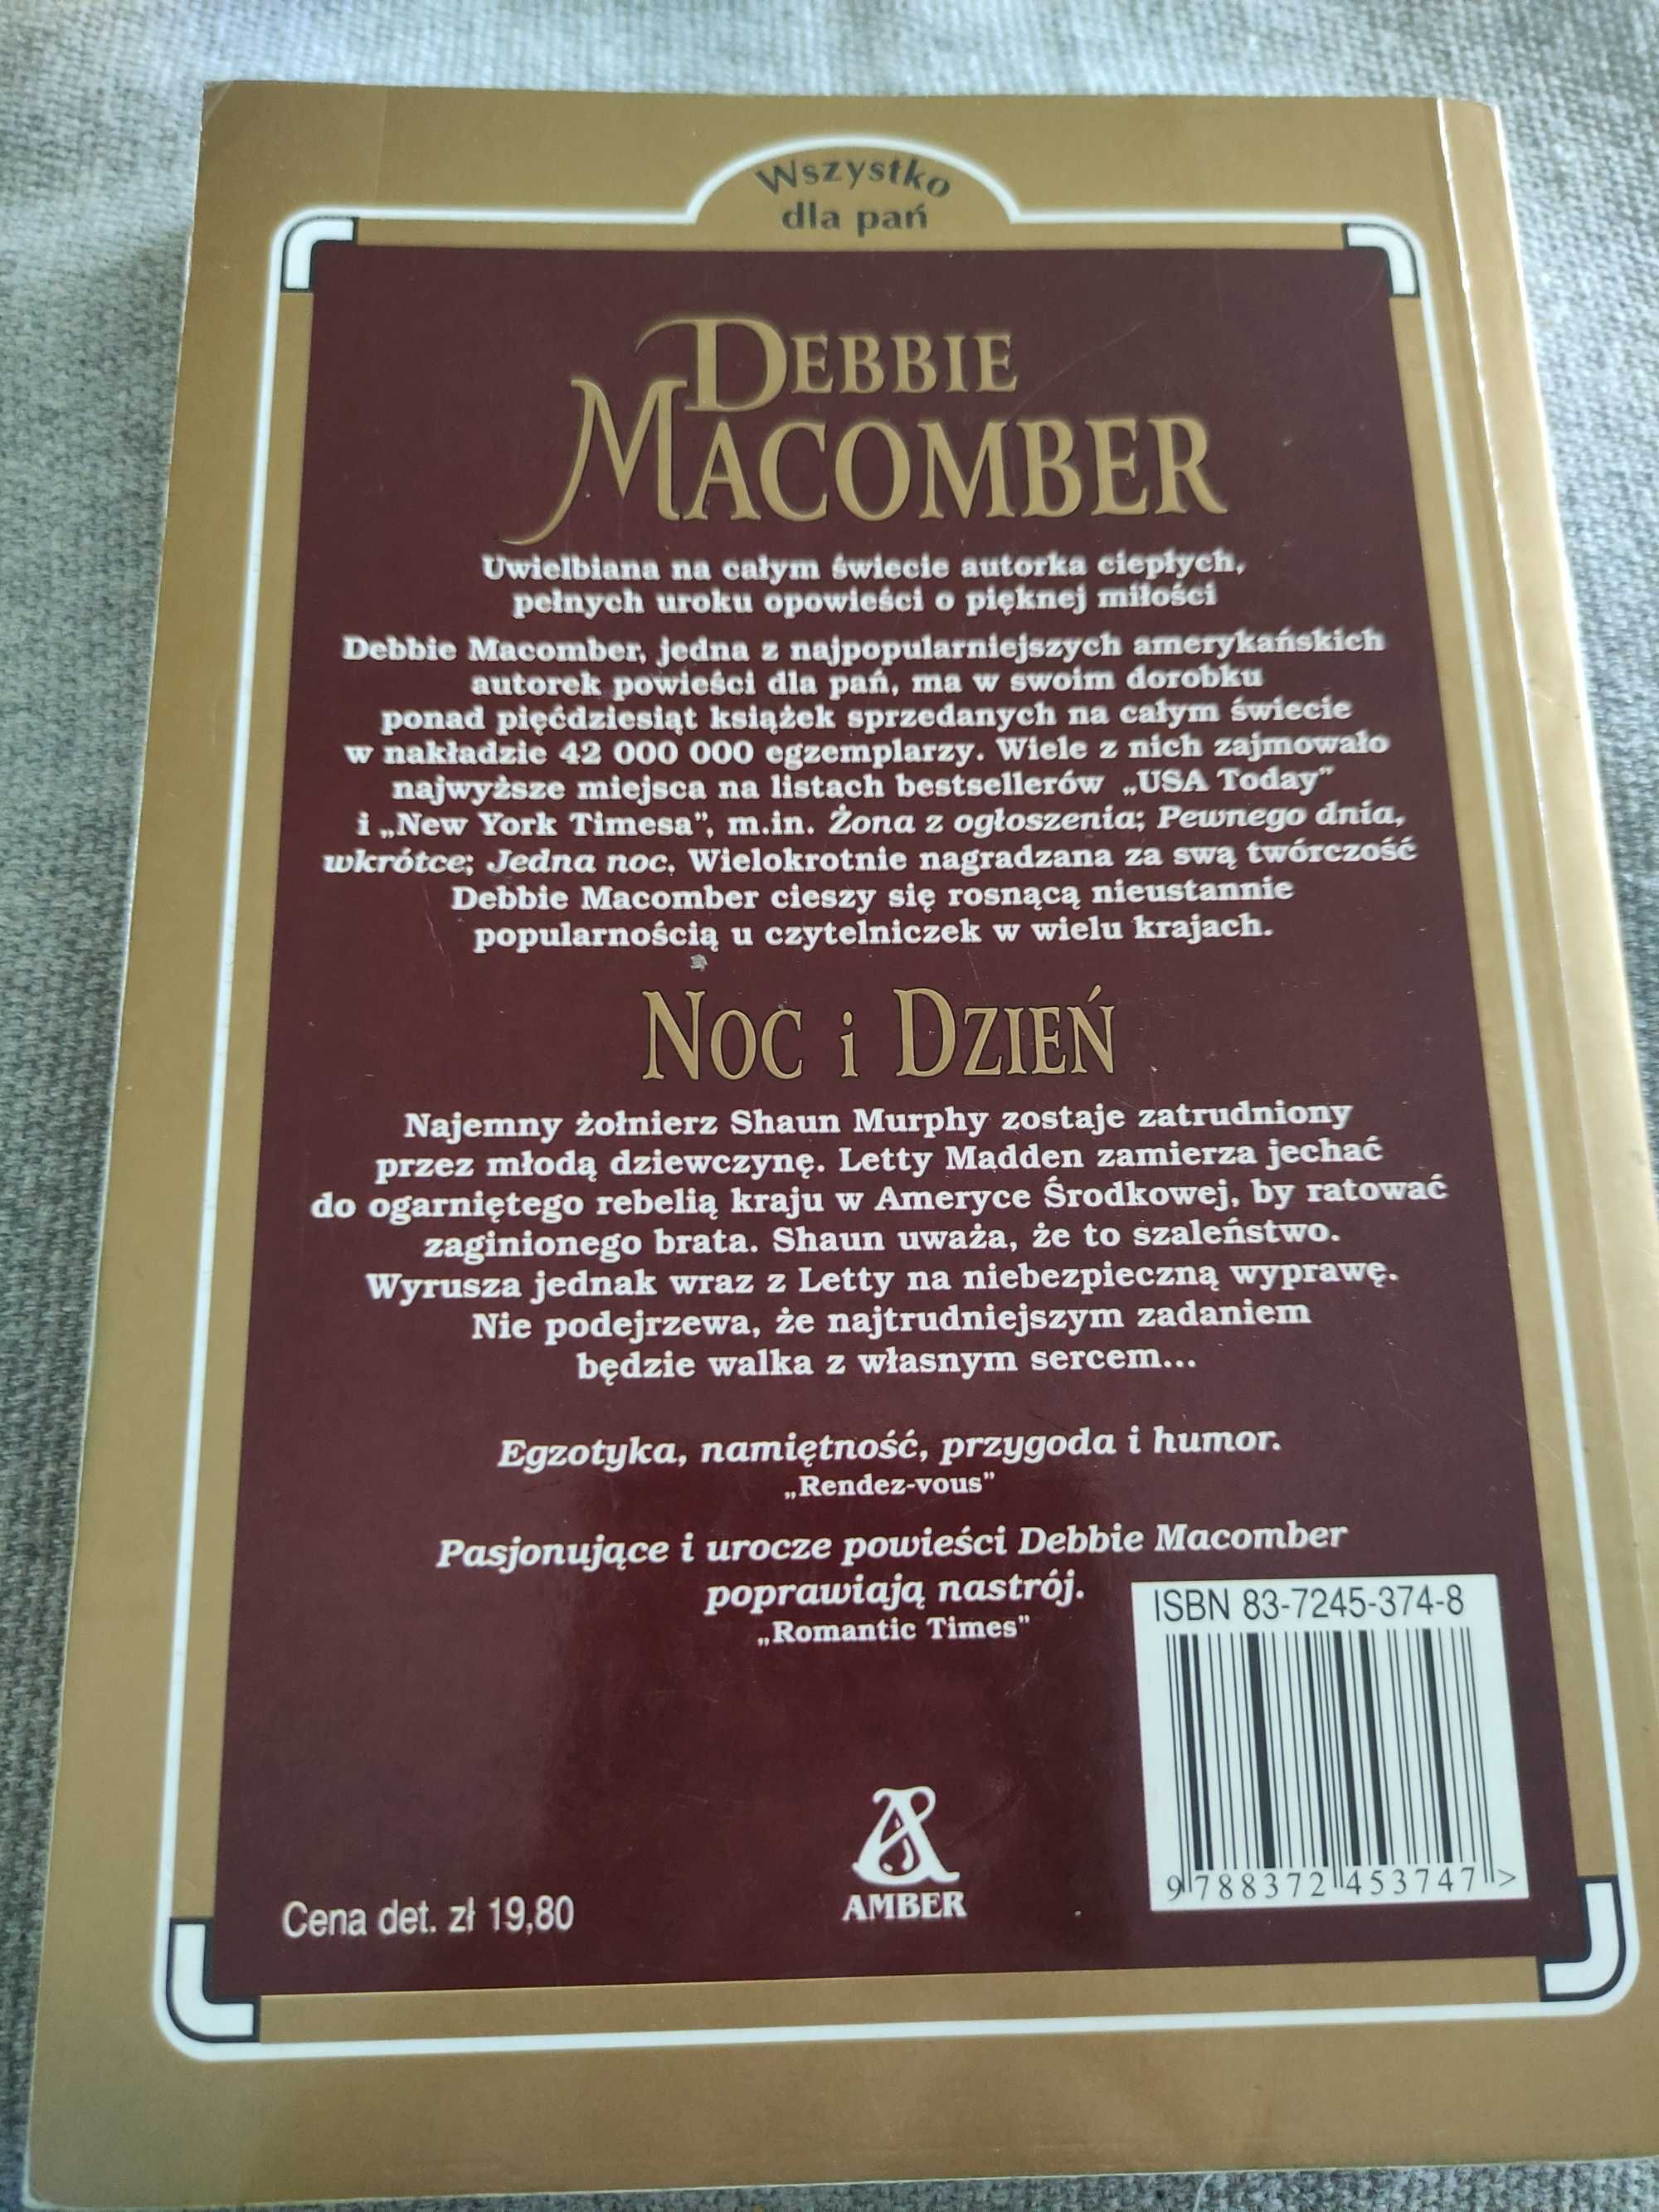 Wszystko
dla pań
DEBBIE
MACOMBER
Uwielbiana na całym świecie autorka ciepłych,
pełnych uroku opowieści o pięknej miłości
Debbie Macomber, jedna z najpopularniejszych amerykańskich
autorek powieści dla pań, ma w swoim dorobku
ponad pięćdziesiąt książek sprzedanych na całym świecie
w nakładzie 42 000 000 egzemplarzy. Wiele z nich zajmowało
najwyższe miejsca na listach bestsellerów „USA Today”
i „New York Timesa”, m.in. Żona z ogłoszenia; Pewnego dnia,
wkrótce; Jedna noc. Wielokrotnie nagradzana za swą twórczość
Debbie Macomber cieszy się rosnącą nieustannie
popularnością u czytelniczek w wielu krajach.
NOC i DZIEŃ
Najemny żołnierz Shaun Murphy zostaje zatrudniony
przez młodą dziewczynę. Letty Madden zamierza jechać
do ogarniętego rebelią kraju w Ameryce Środkowej, by ratować
zaginionego brata. Shaun uważa, że to szaleństwo.
Wyrusza jednak wraz z Letty na niebezpieczną wyprawę.
Nie podejrzewa, że najtrudniejszym zadaniem
będzie walka z własnym sercem...
Egzotyka, namiętność, przygoda i humor.
„Rendez-vous”
Pasjonujące i urocze powieści Debbie Macomber
poprawiają nastrój.
„Romantic Times”
ISBN 83-7245-374-8
9 788372 453747 >
AMBER
Cena det. zł 19,80